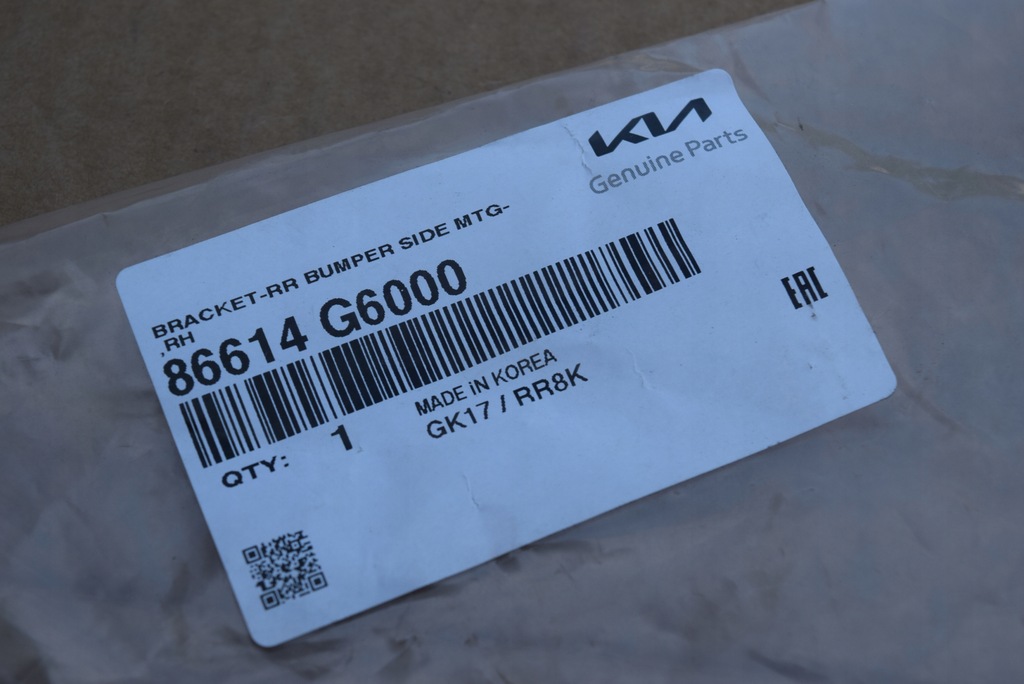 KIA
Genuine Parts
BRACKET-RR BUMPER SIDE MTG-
,RH
86614 G6000
EAC
MADE iN KOREA
GK17 / RR8K
QTY: 1